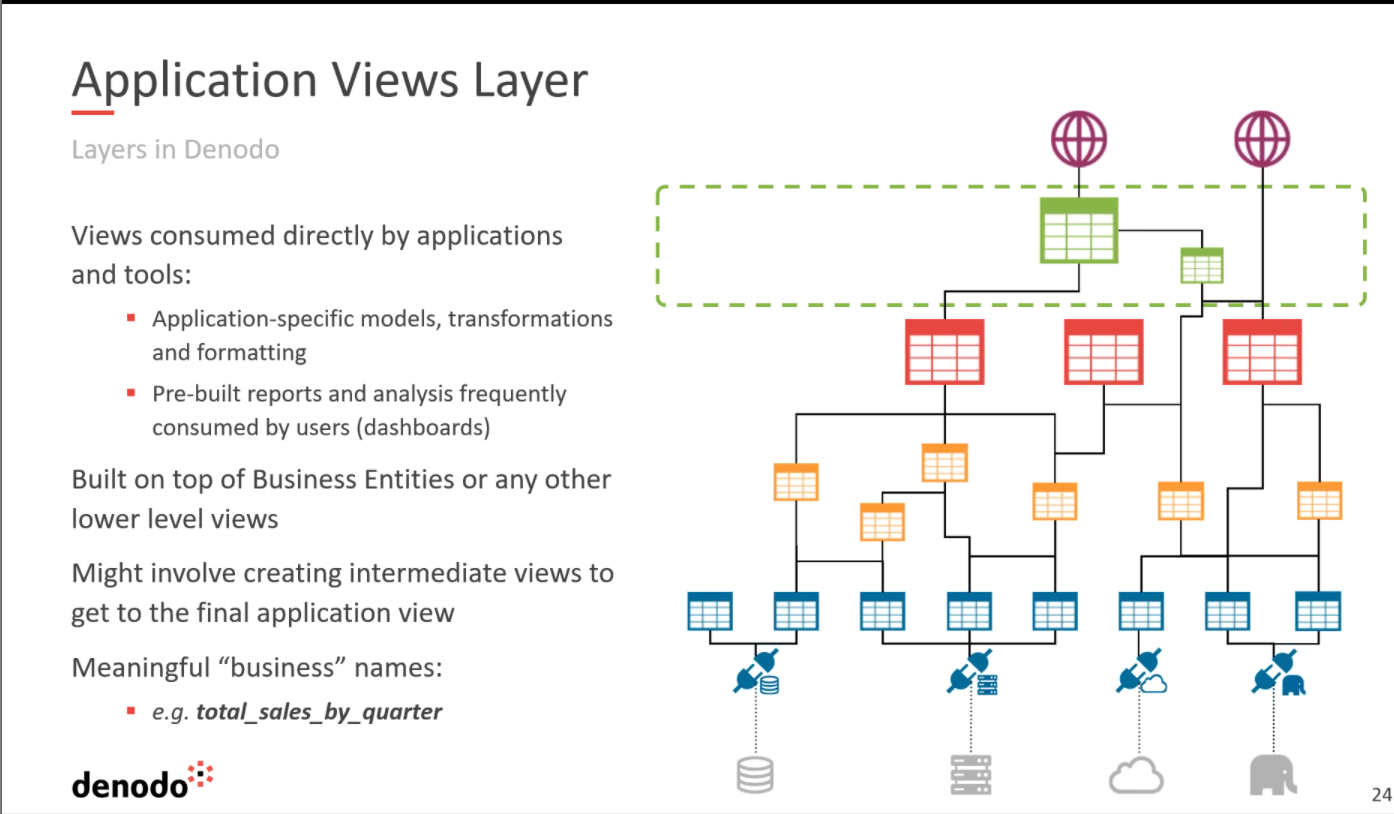 Application Views Layer
Layers in Denodo
Views consumed directly by applications
and tools:
▪ Application-specific models, transformations
and formatting
▪ Pre-built reports and analysis frequently
consumed by users (dashboards)
Built on top of Business Entities or any other
lower level views
Might involve creating intermediate views to
get to the final application view
Meaningful “business” names:
▪ e.g. total_sales_by_quarter
denodo
24